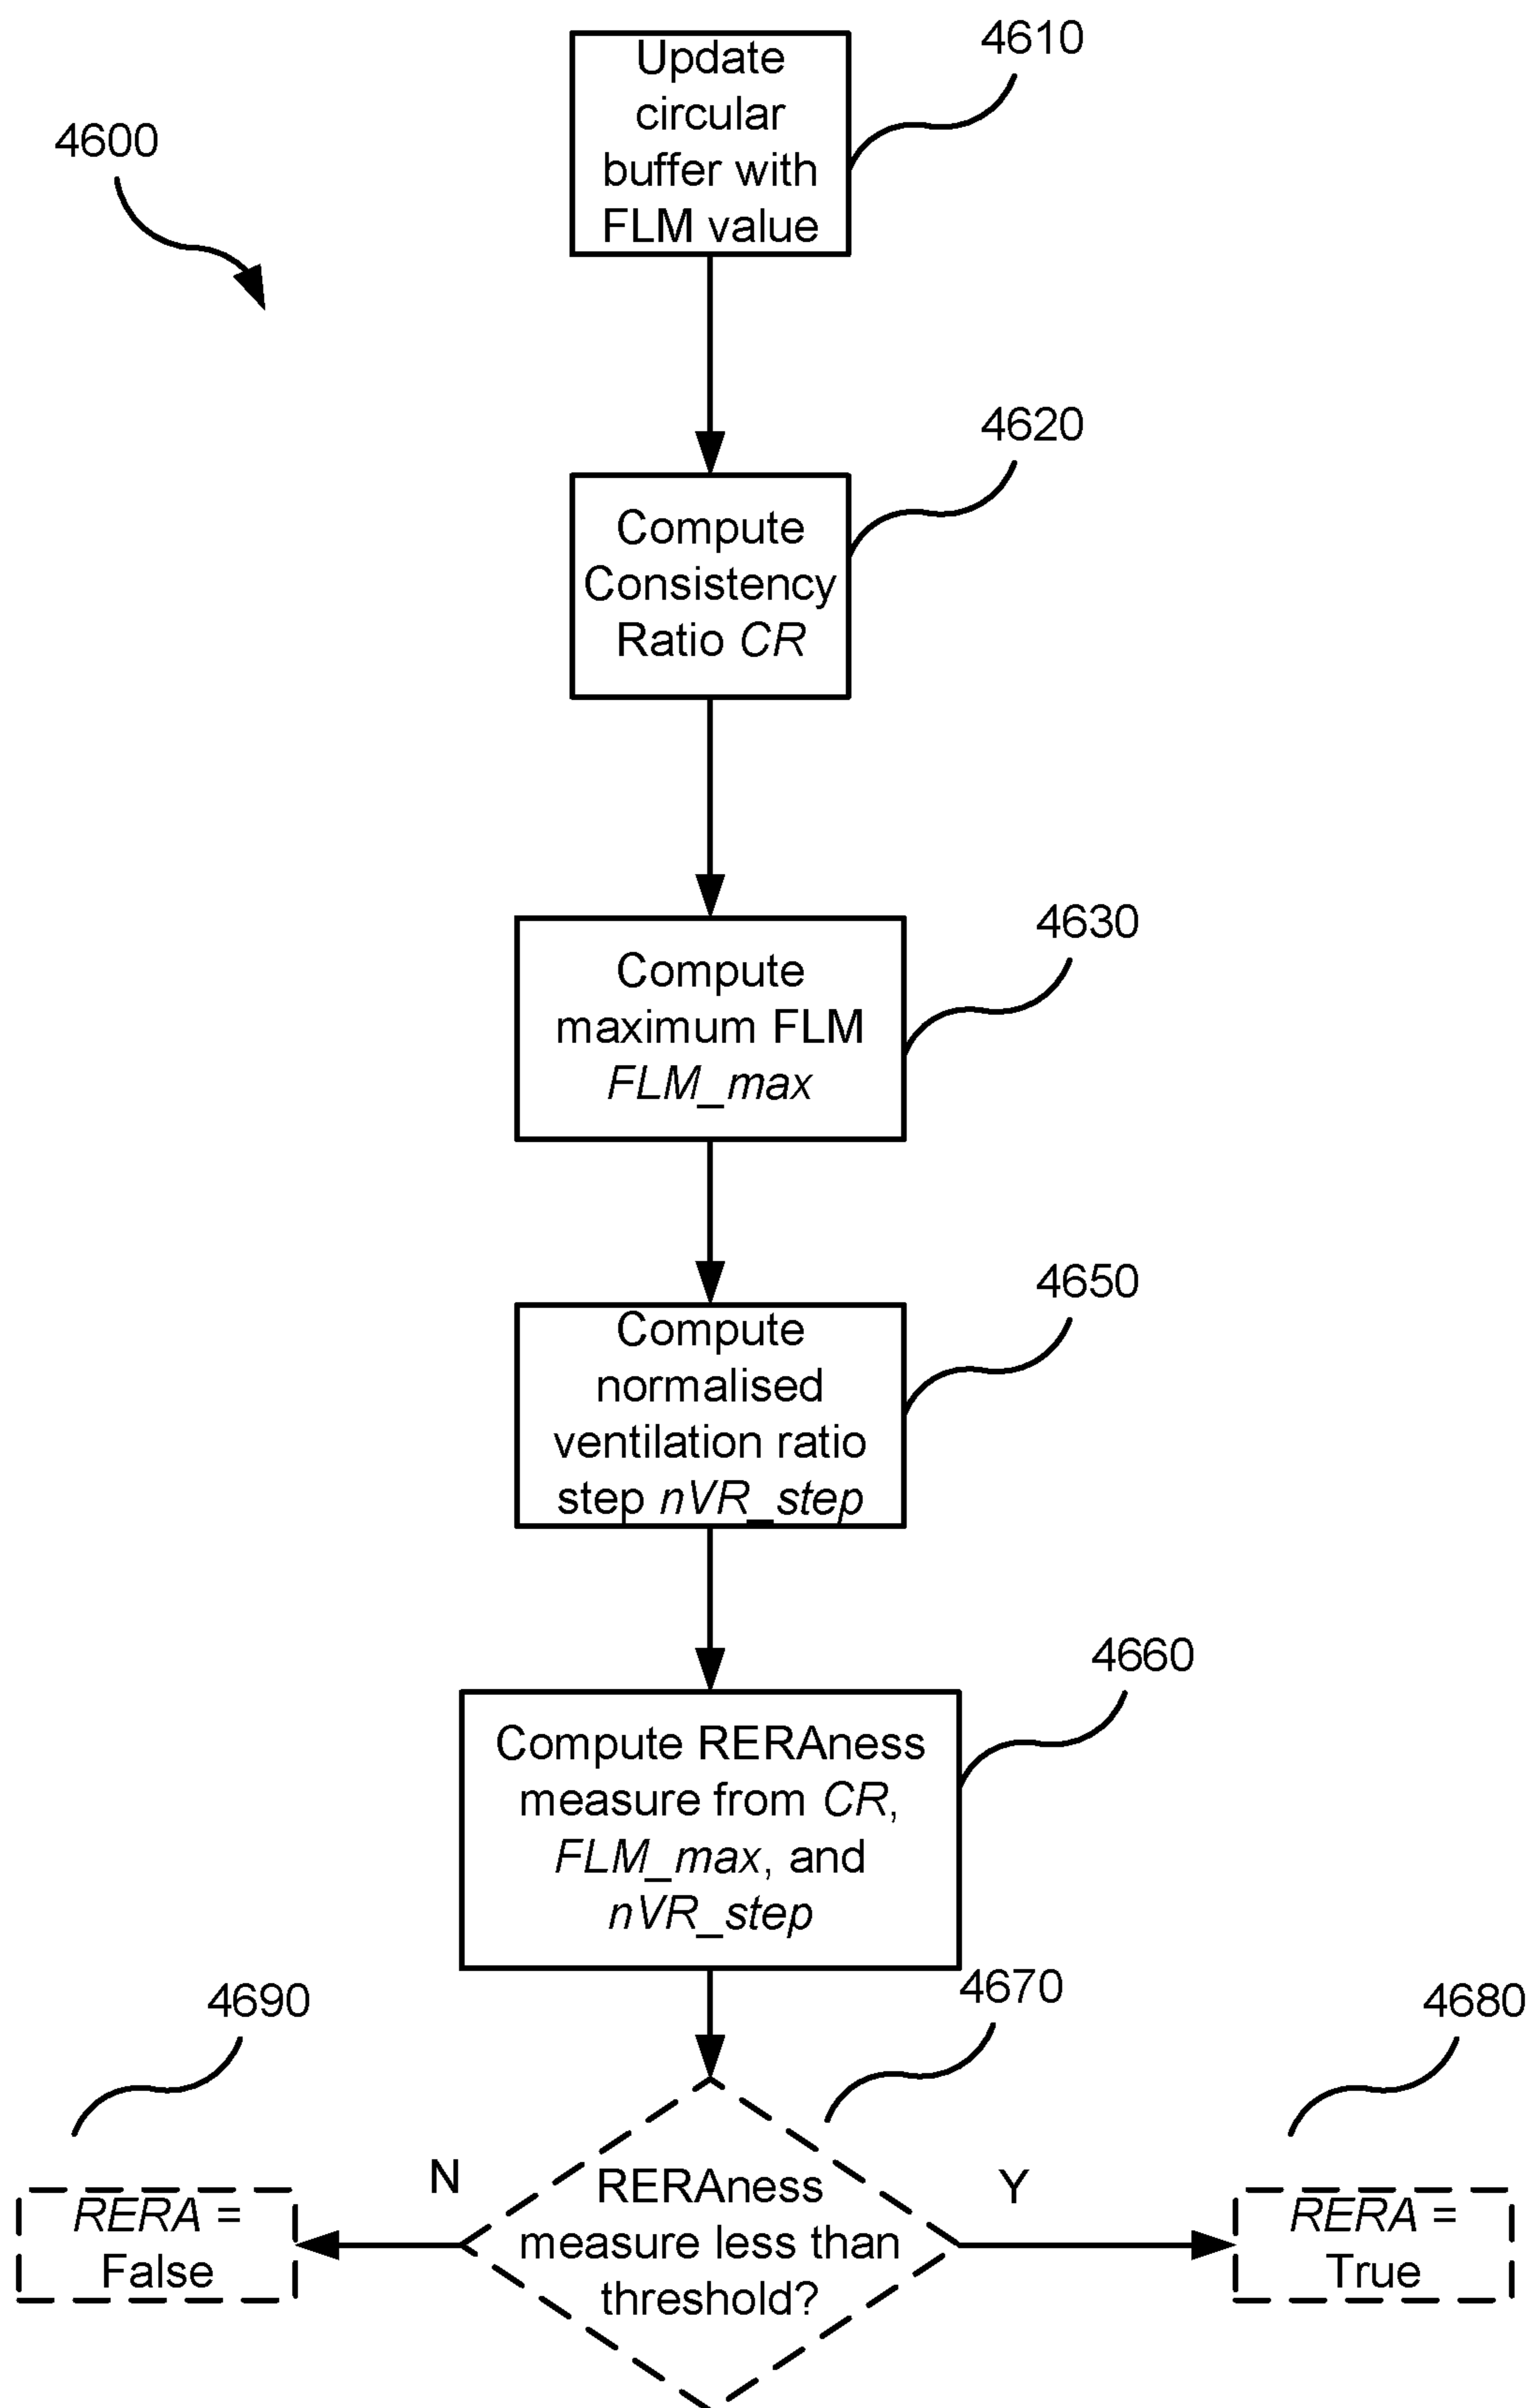 4610
Update
circular
buffer with
FLM value
4600
4620
Compute
Consistency
Ratio CR
4630
Compute
maximum FLM
FLM_max
4650
Compute
normalised
ventilation ratio
step nVR_step
4660
Compute RERAness
measure from CR,
FLM_max, and
nVR_step
4690
4670
4680
N
Y
RERA =
False
RERAness
measure less than
threshold?
RERA =
True